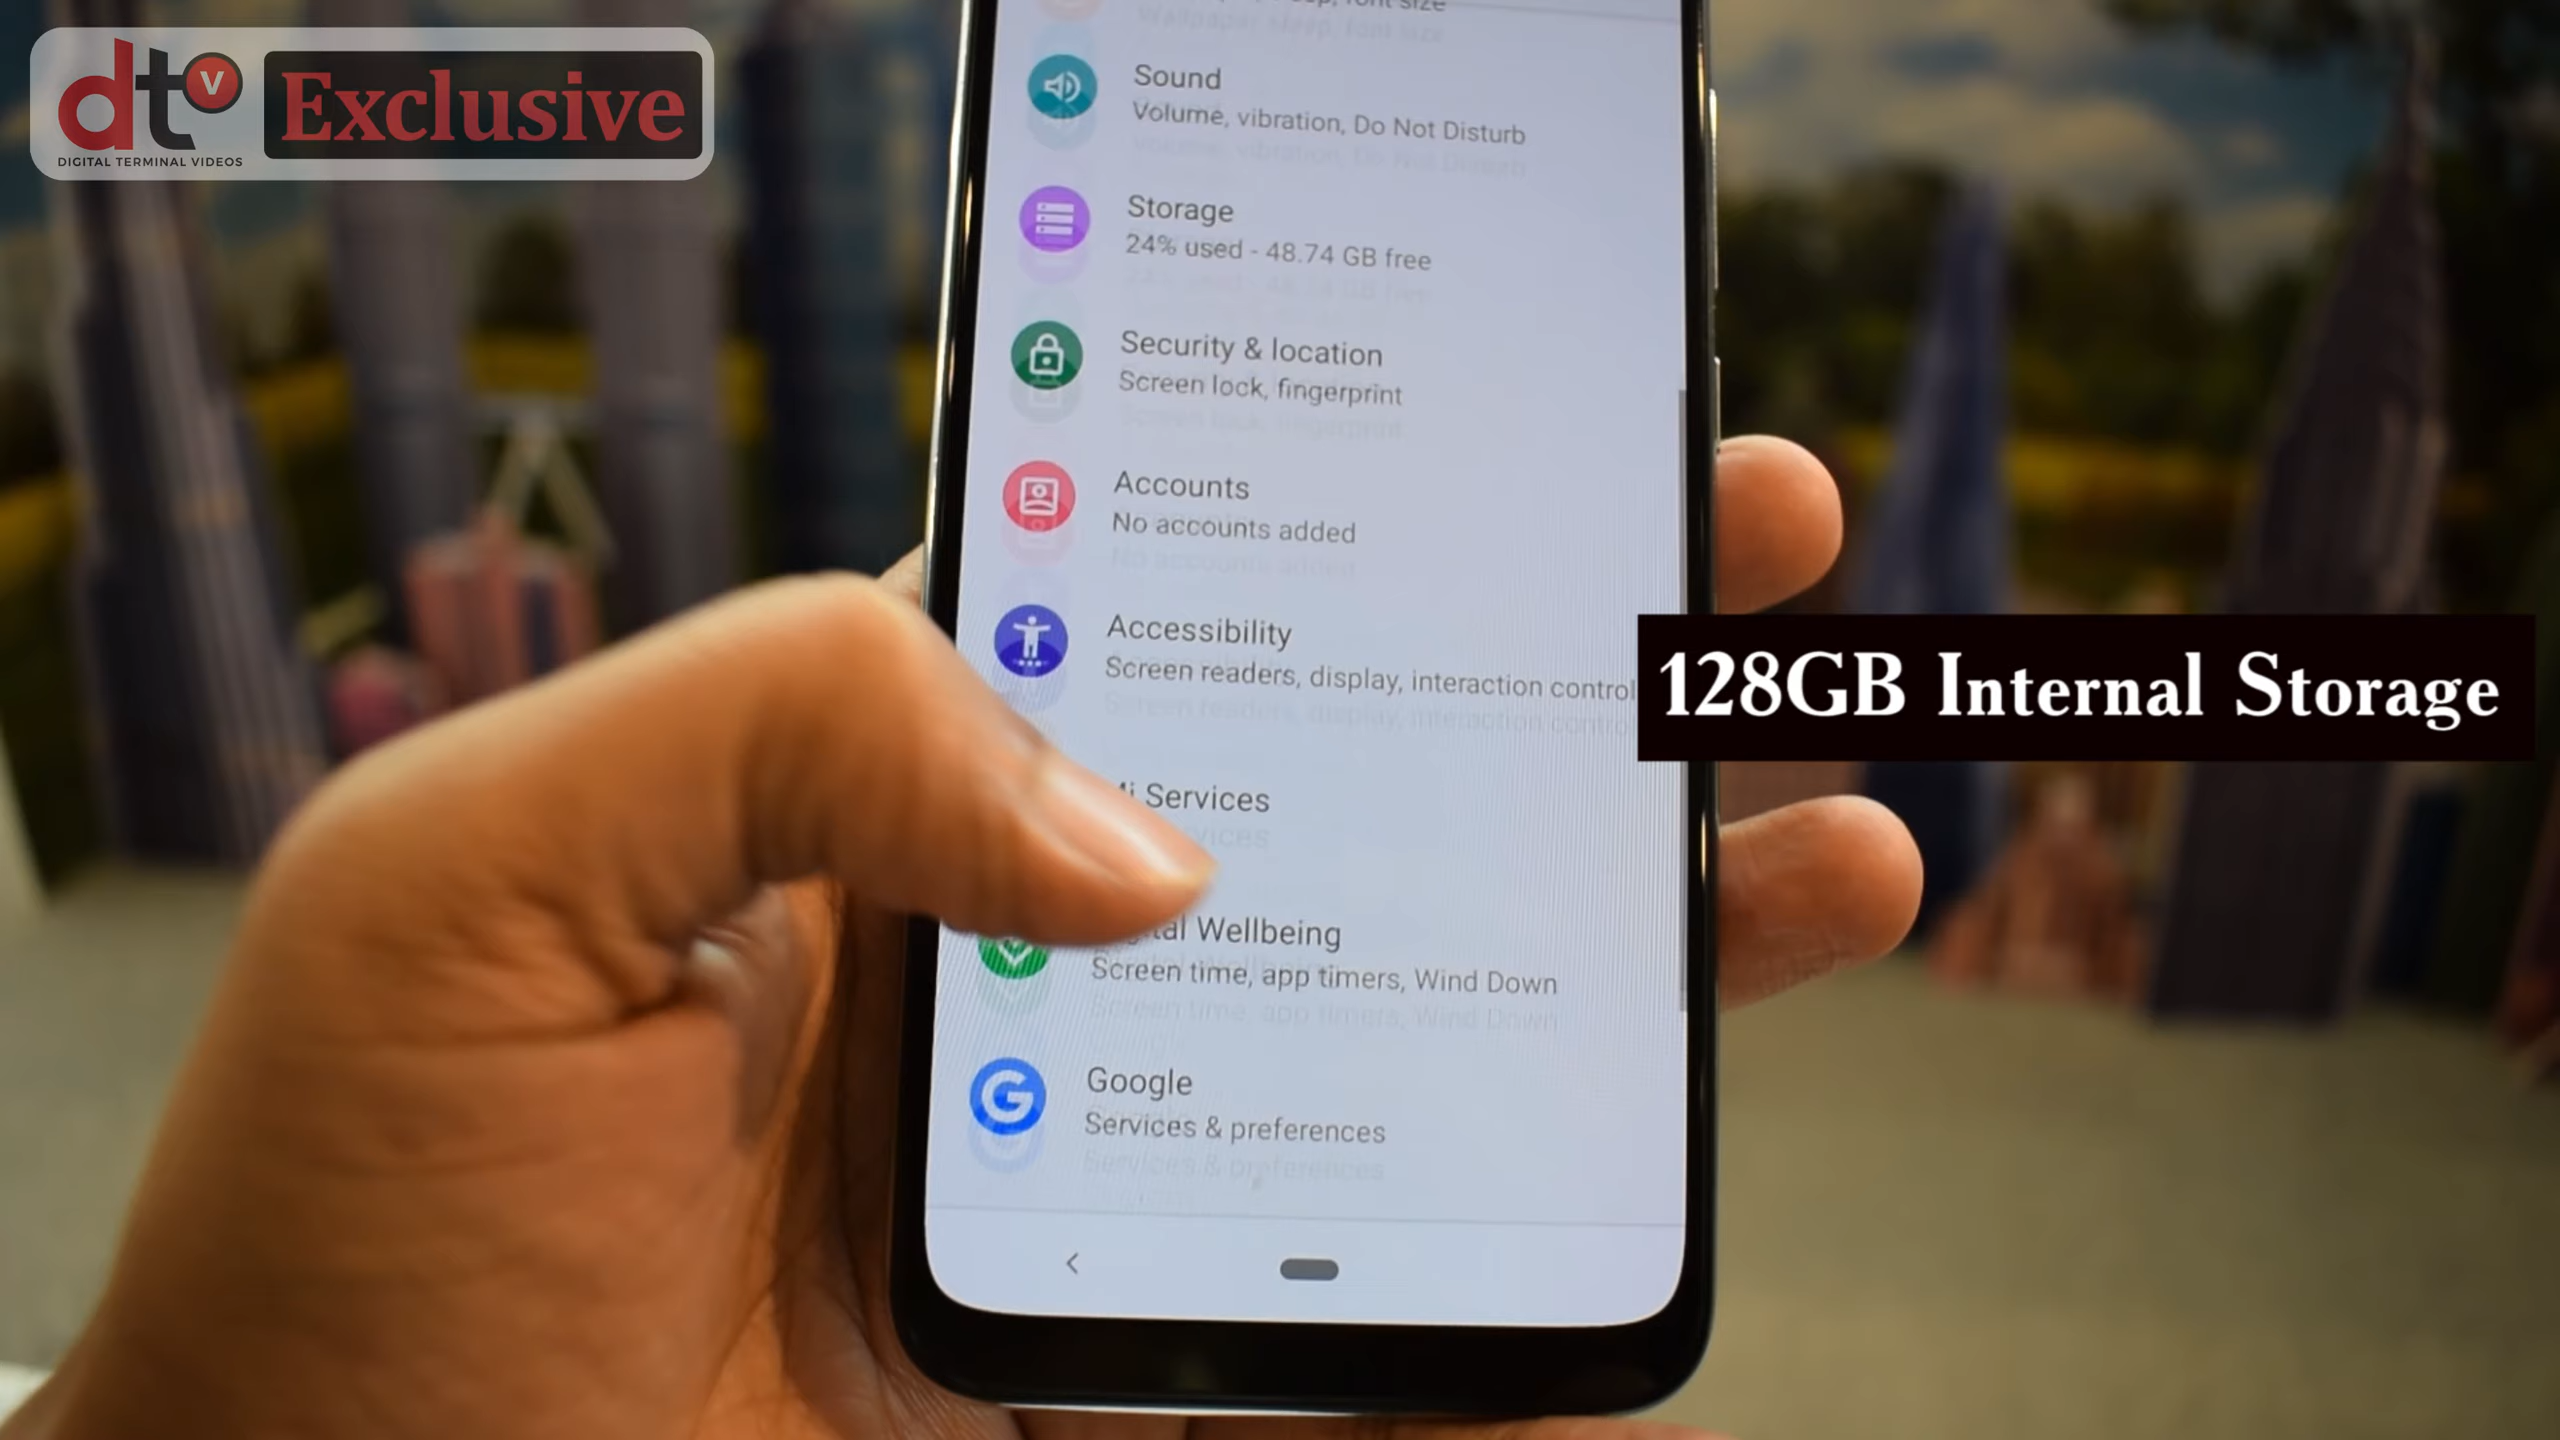 dt v
DIGITAL TERMINAL VIDEOS
Exclusive
font size
Sound
Volume, vibration, Do Not Disturb
Storage
24% used - 48.74 GB free
Security & location
Screen lock, fingerprint
Accounts
No accounts added
Accessibility
Screen readers, display, interaction control
128GB Internal Storage
Services
Wellbeing
Screen time, app timers, Wind Down
Google
Services & preferences